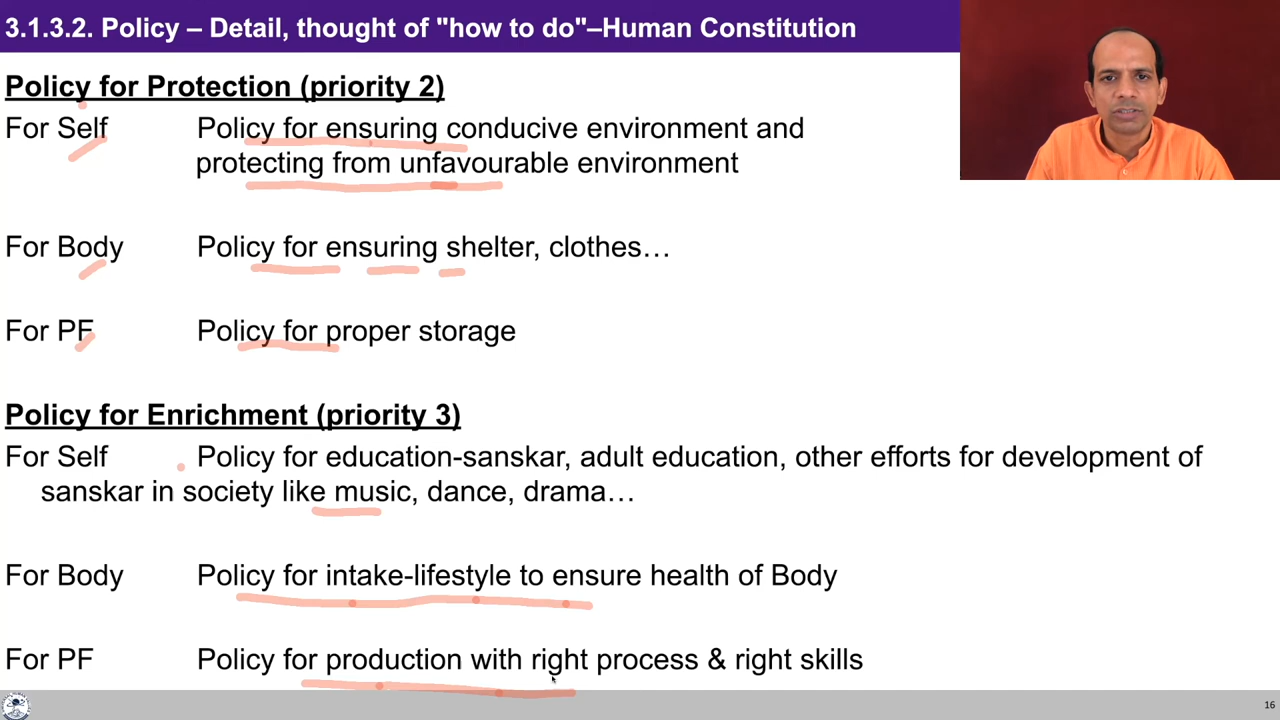 3.1.3.2. Policy – Detail, thought of "how to do"–Human Constitution
Policy for Protection (priority 2)
For Self Policy for ensuring conducive environment and
protecting from unfavourable environment
For Body Policy for ensuring shelter, clothes…
For PF Policy for proper storage
Policy for Enrichment (priority 3)
For Self Policy for education-sanskar, adult education, other efforts for development of
sanskar in society like music, dance, drama…
For Body Policy for intake-lifestyle to ensure health of Body
For PF Policy for production with right process & right skills
16